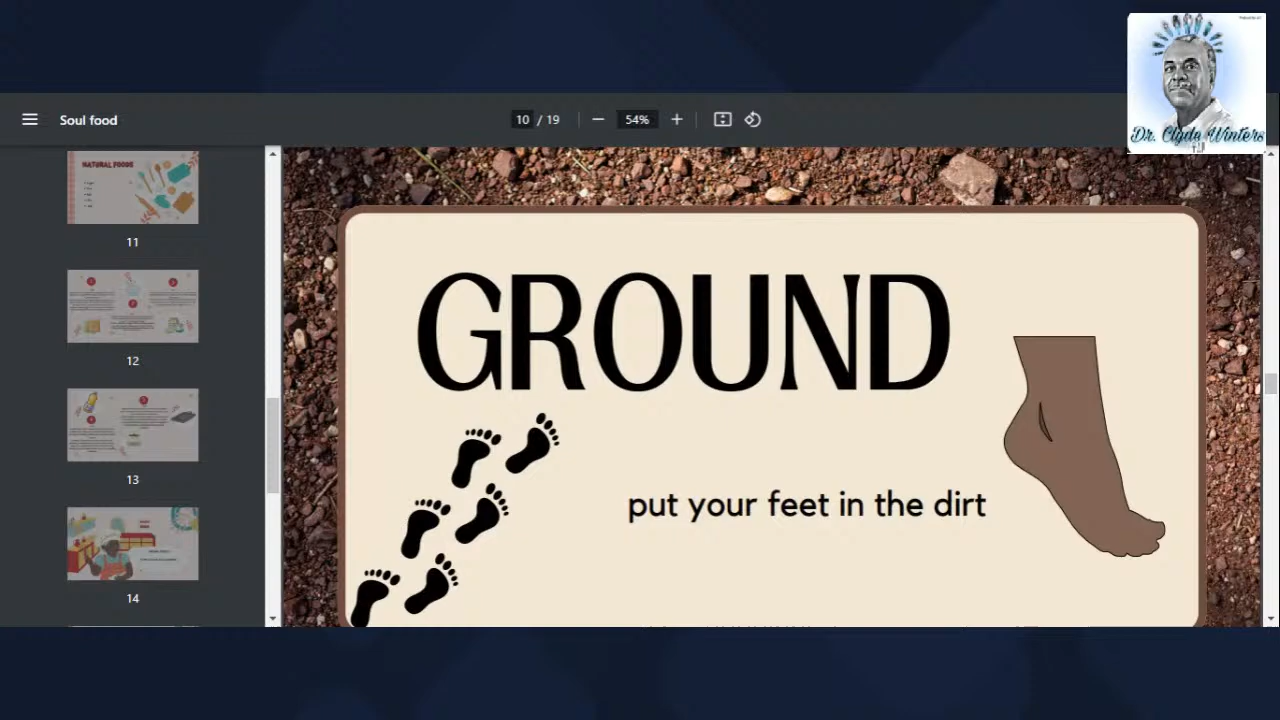 Soul food
10 / 19
54%
Dr. Clyde Winters
NATURAL FOODS
11
12
13
14
GROUND
put your feet in the dirt